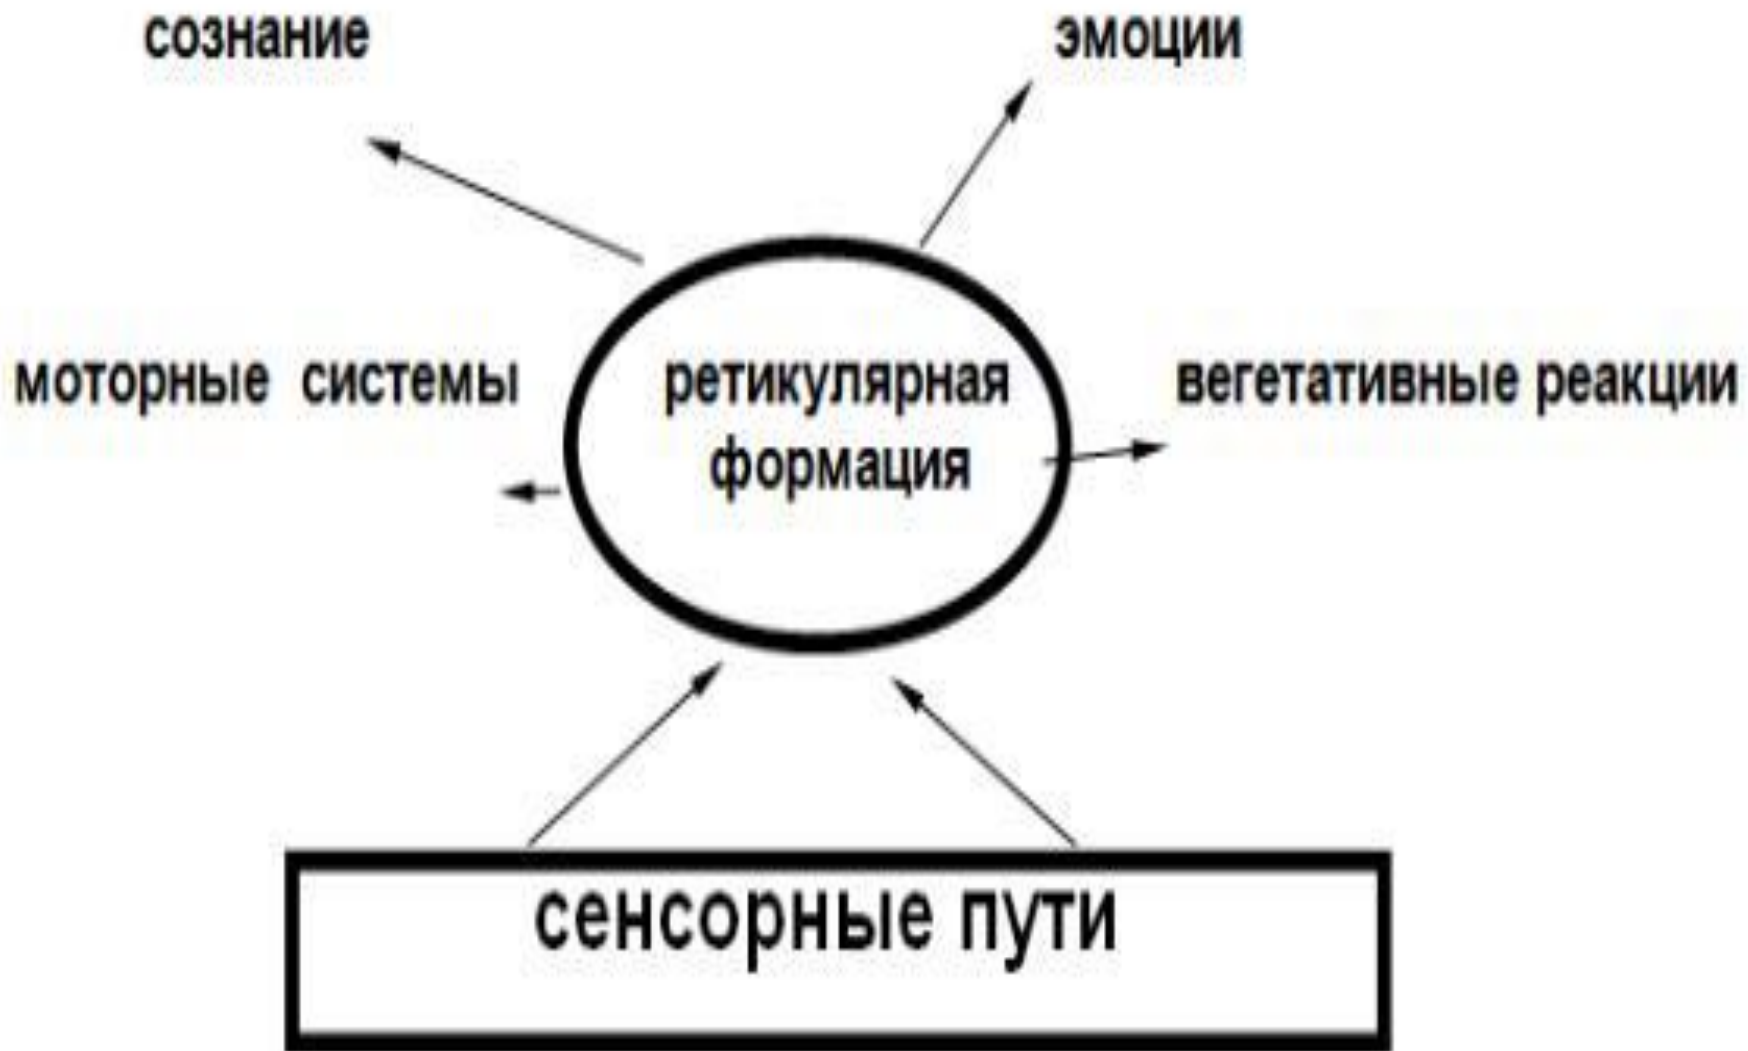 сознание
эмоции
моторные системы
ретикулярная
формация
вегетативные реакции
сенсорные пути